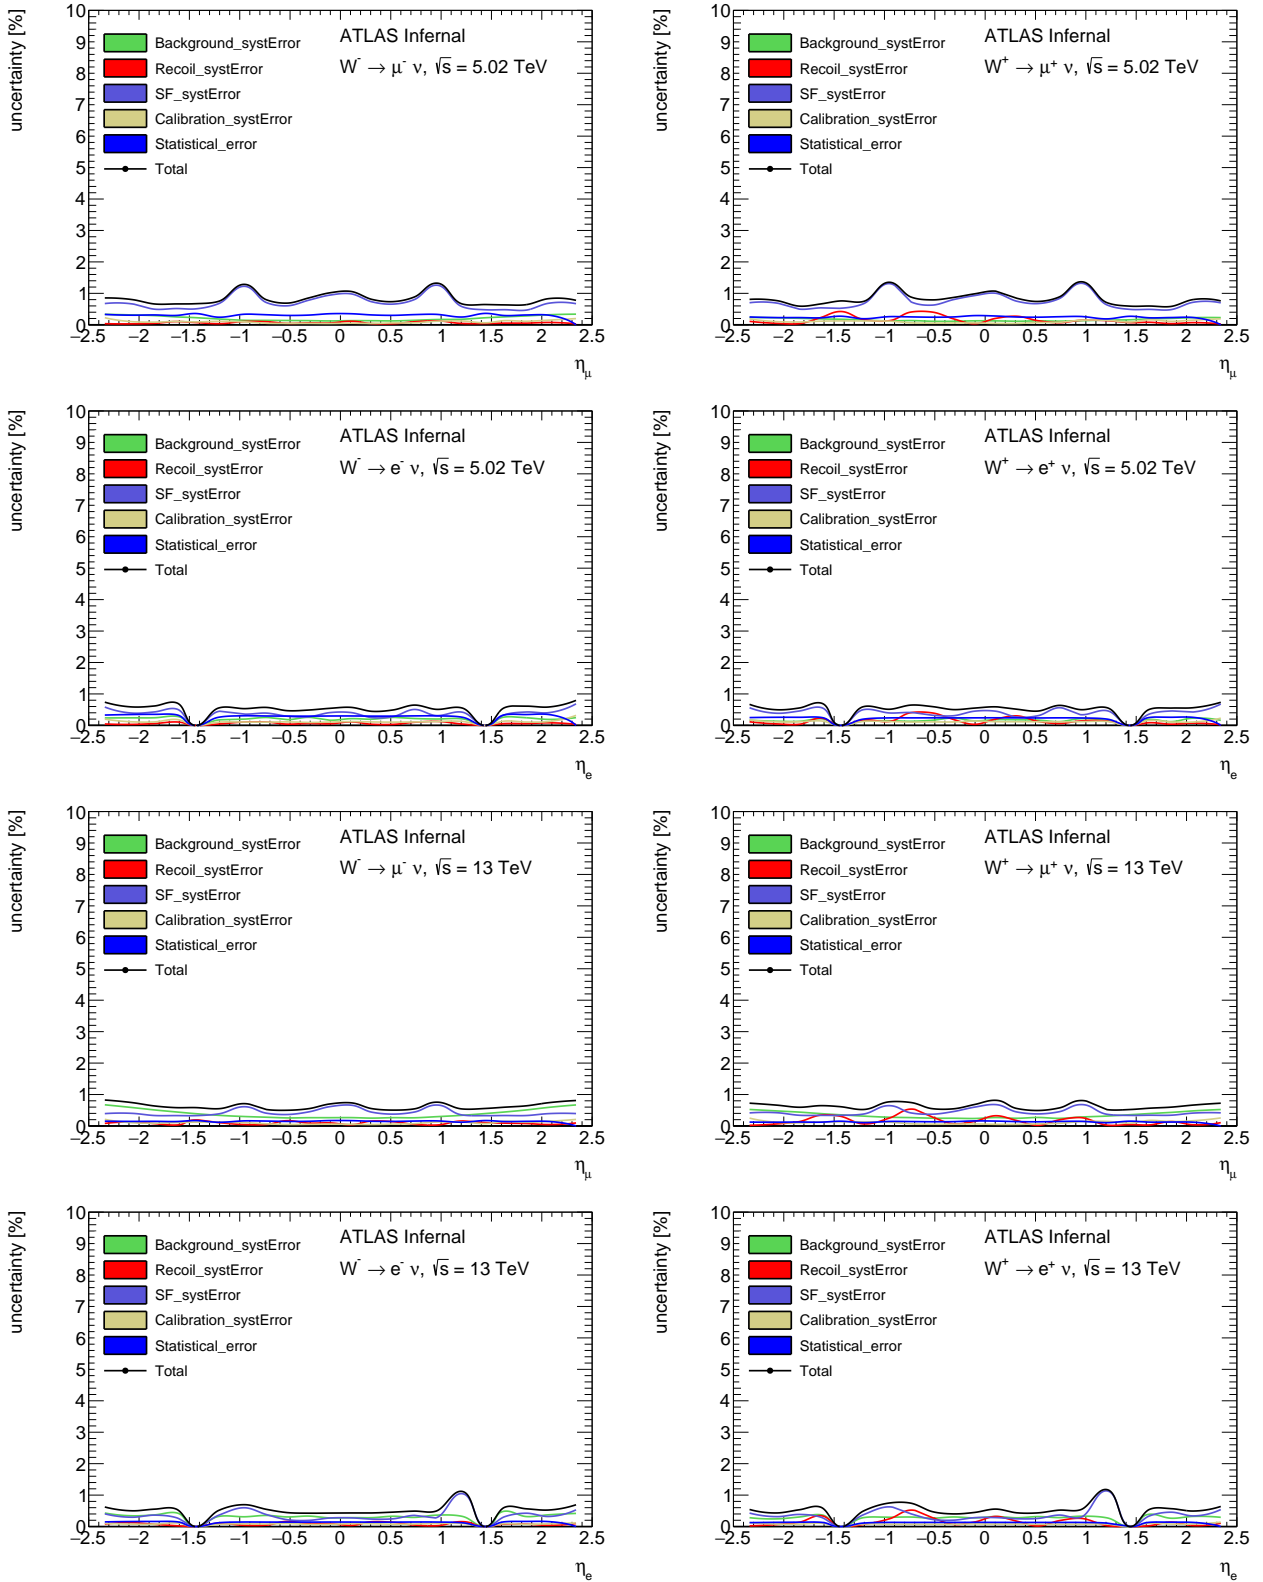 uncertainty [%]
10
9
8
7
6
5
4
3
2
1
0
Background_systError
Recoil_systError
SF_systError
Calibration_systError
Statistical_error
Total
ATLAS Infernal
W⁻ → μ⁻ ν, √s = 5.02 TeV
−2.5 −2 −1.5 −1 −0.5 0 0.5 1 1.5 2 2.5
η_μ
uncertainty [%]
10
9
8
7
6
5
4
3
2
1
0
Background_systError
Recoil_systError
SF_systError
Calibration_systError
Statistical_error
Total
ATLAS Infernal
W⁺ → μ⁺ ν, √s = 5.02 TeV
−2.5 −2 −1.5 −1 −0.5 0 0.5 1 1.5 2 2.5
η_μ
uncertainty [%]
10
9
8
7
6
5
4
3
2
1
0
Background_systError
Recoil_systError
SF_systError
Calibration_systError
Statistical_error
Total
ATLAS Infernal
W⁻ → e⁻ ν, √s = 5.02 TeV
−2.5 −2 −1.5 −1 −0.5 0 0.5 1 1.5 2 2.5
η_e
uncertainty [%]
10
9
8
7
6
5
4
3
2
1
0
Background_systError
Recoil_systError
SF_systError
Calibration_systError
Statistical_error
Total
ATLAS Infernal
W⁺ → e⁺ ν, √s = 5.02 TeV
−2.5 −2 −1.5 −1 −0.5 0 0.5 1 1.5 2 2.5
η_e
uncertainty [%]
10
9
8
7
6
5
4
3
2
1
0
Background_systError
Recoil_systError
SF_systError
Calibration_systError
Statistical_error
Total
ATLAS Infernal
W⁻ → μ⁻ ν, √s = 13 TeV
−2.5 −2 −1.5 −1 −0.5 0 0.5 1 1.5 2 2.5
η_μ
uncertainty [%]
10
9
8
7
6
5
4
3
2
1
0
Background_systError
Recoil_systError
SF_systError
Calibration_systError
Statistical_error
Total
ATLAS Infernal
W⁺ → μ⁺ ν, √s = 13 TeV
−2.5 −2 −1.5 −1 −0.5 0 0.5 1 1.5 2 2.5
η_μ
uncertainty [%]
10
9
8
7
6
5
4
3
2
1
0
Background_systError
Recoil_systError
SF_systError
Calibration_systError
Statistical_error
Total
ATLAS Infernal
W⁻ → e⁻ ν, √s = 13 TeV
−2.5 −2 −1.5 −1 −0.5 0 0.5 1 1.5 2 2.5
η_e
uncertainty [%]
10
9
8
7
6
5
4
3
2
1
0
Background_systError
Recoil_systError
SF_systError
Calibration_systError
Statistical_error
Total
ATLAS Infernal
W⁺ → e⁺ ν, √s = 13 TeV
−2.5 −2 −1.5 −1 −0.5 0 0.5 1 1.5 2 2.5
η_e